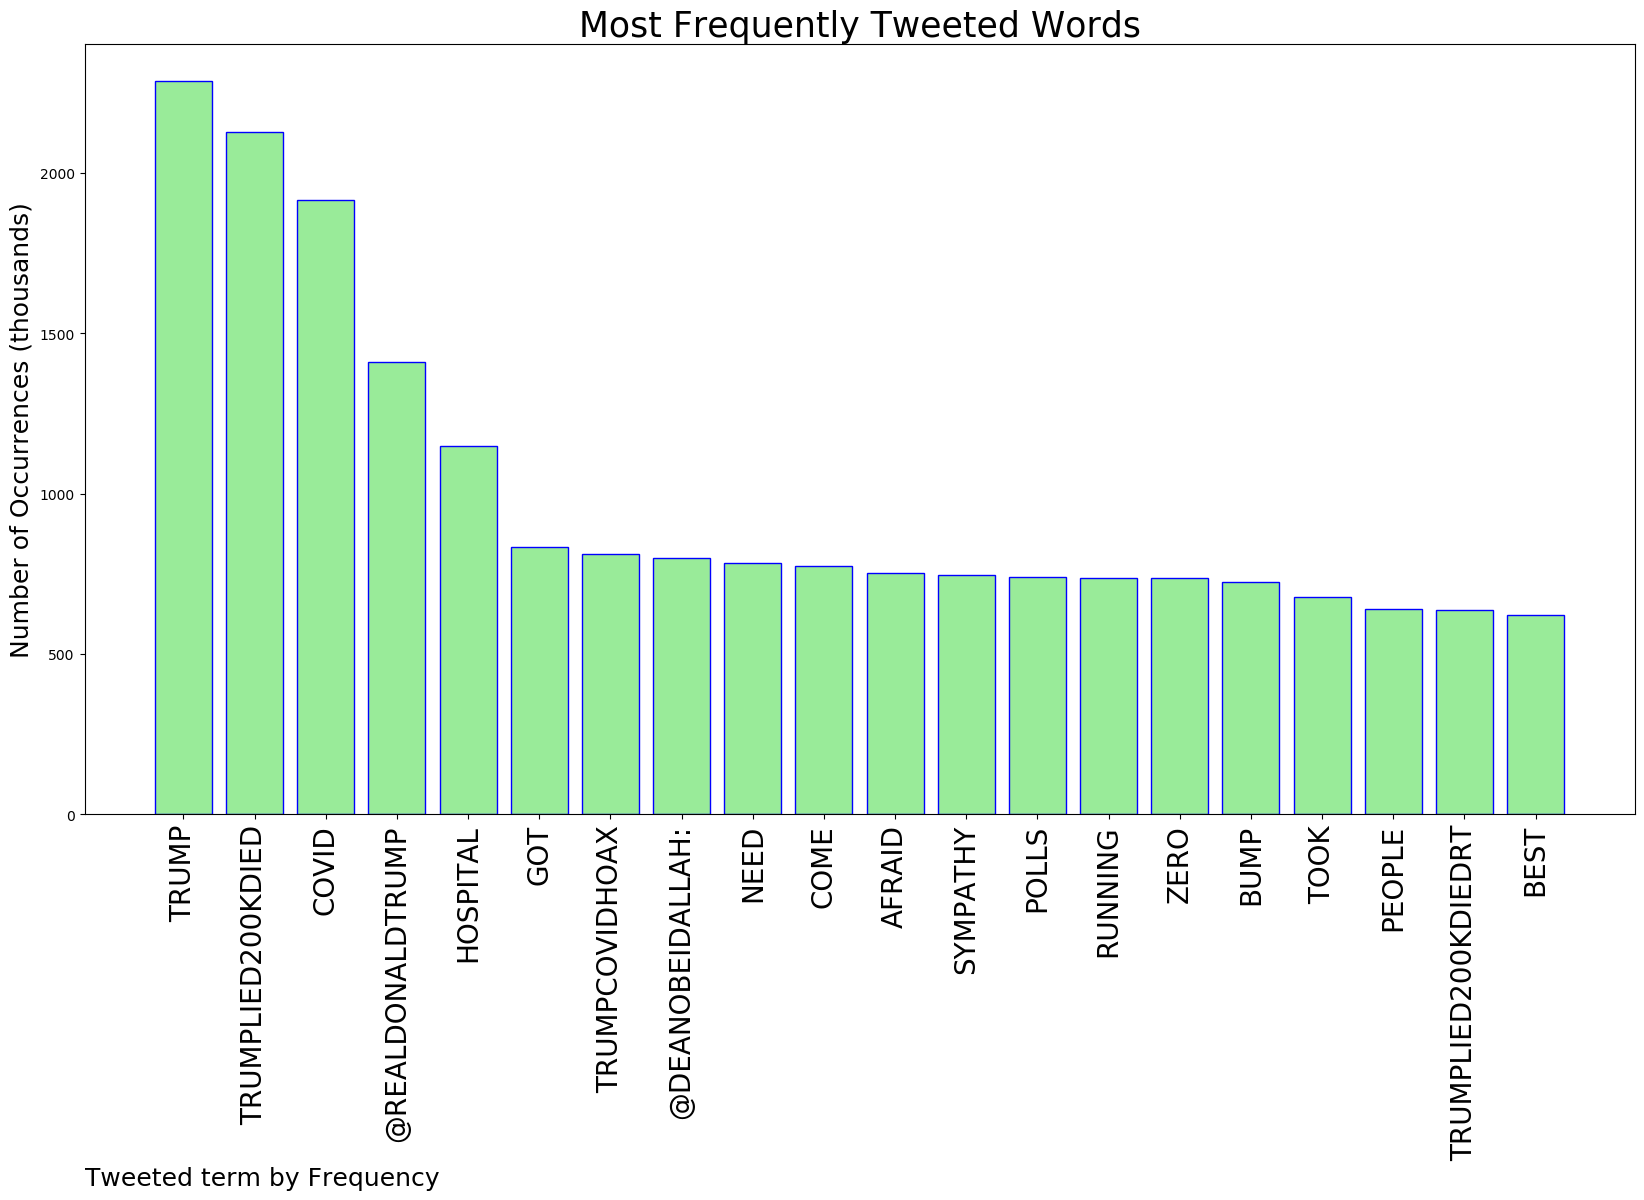 Most Frequently Tweeted Words
Number of Occurrences (thousands)
2000
1500
1000
500
0
TRUMP
TRUMPLIED200KDIED
COVID
@REALDONALDTRUMP
HOSPITAL
GOT
TRUMPCOVIDHOAX
@DEANOBEIDALLAH:
NEED
COME
AFRAID
SYMPATHY
POLLS
RUNNING
ZERO
BUMP
TOOK
PEOPLE
TRUMPLIED200KDIEDRT
BEST
Tweeted term by Frequency